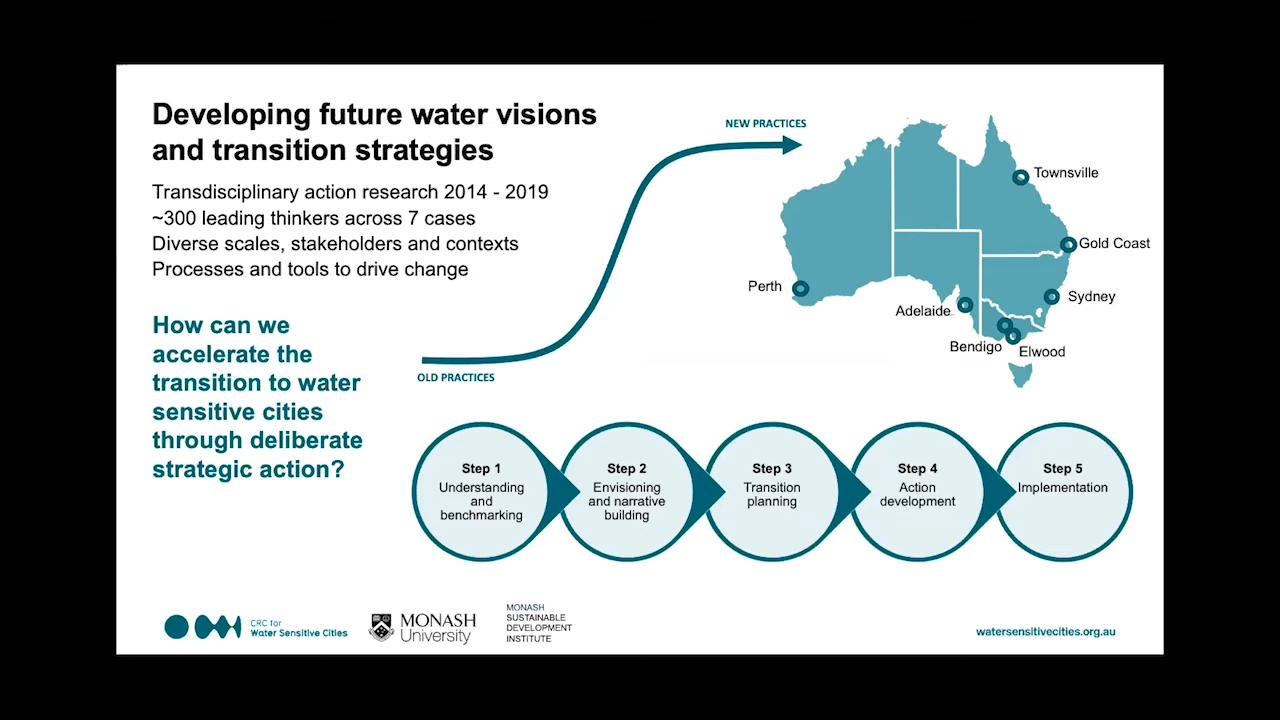 Developing future water visions
and transition strategies
Transdisciplinary action research 2014 - 2019
~300 leading thinkers across 7 cases
Diverse scales, stakeholders and contexts
Processes and tools to drive change
How can we
accelerate the
transition to water
sensitive cities
through deliberate
strategic action?
NEW PRACTICES
OLD PRACTICES
Townsville
Gold Coast
Perth
Sydney
Adelaide
Bendigo
Elwood
Step 1
Understanding
and
benchmarking
Step 2
Envisioning
and narrative
building
Step 3
Transition
planning
Step 4
Action
development
Step 5
Implementation
CRC for
Water Sensitive Cities
MONASH
University
MONASH
SUSTAINABLE
DEVELOPMENT
INSTITUTE
watersensitivecities.org.au